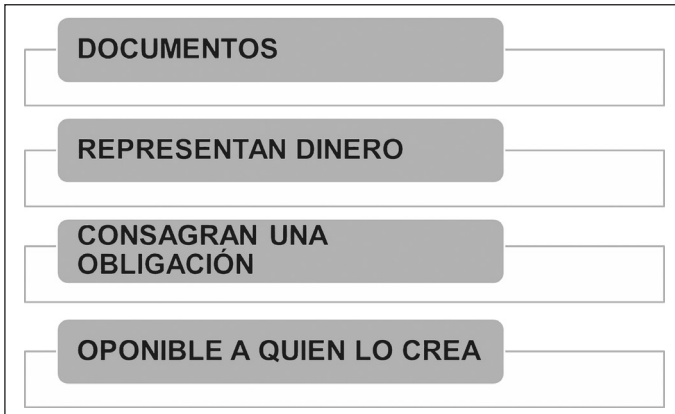 DOCUMENTOS
REPRESENTAN DINERO
CONSAGRAN UNA
OBLIGACIÓN
OPONIBLE A QUIEN LO CREA